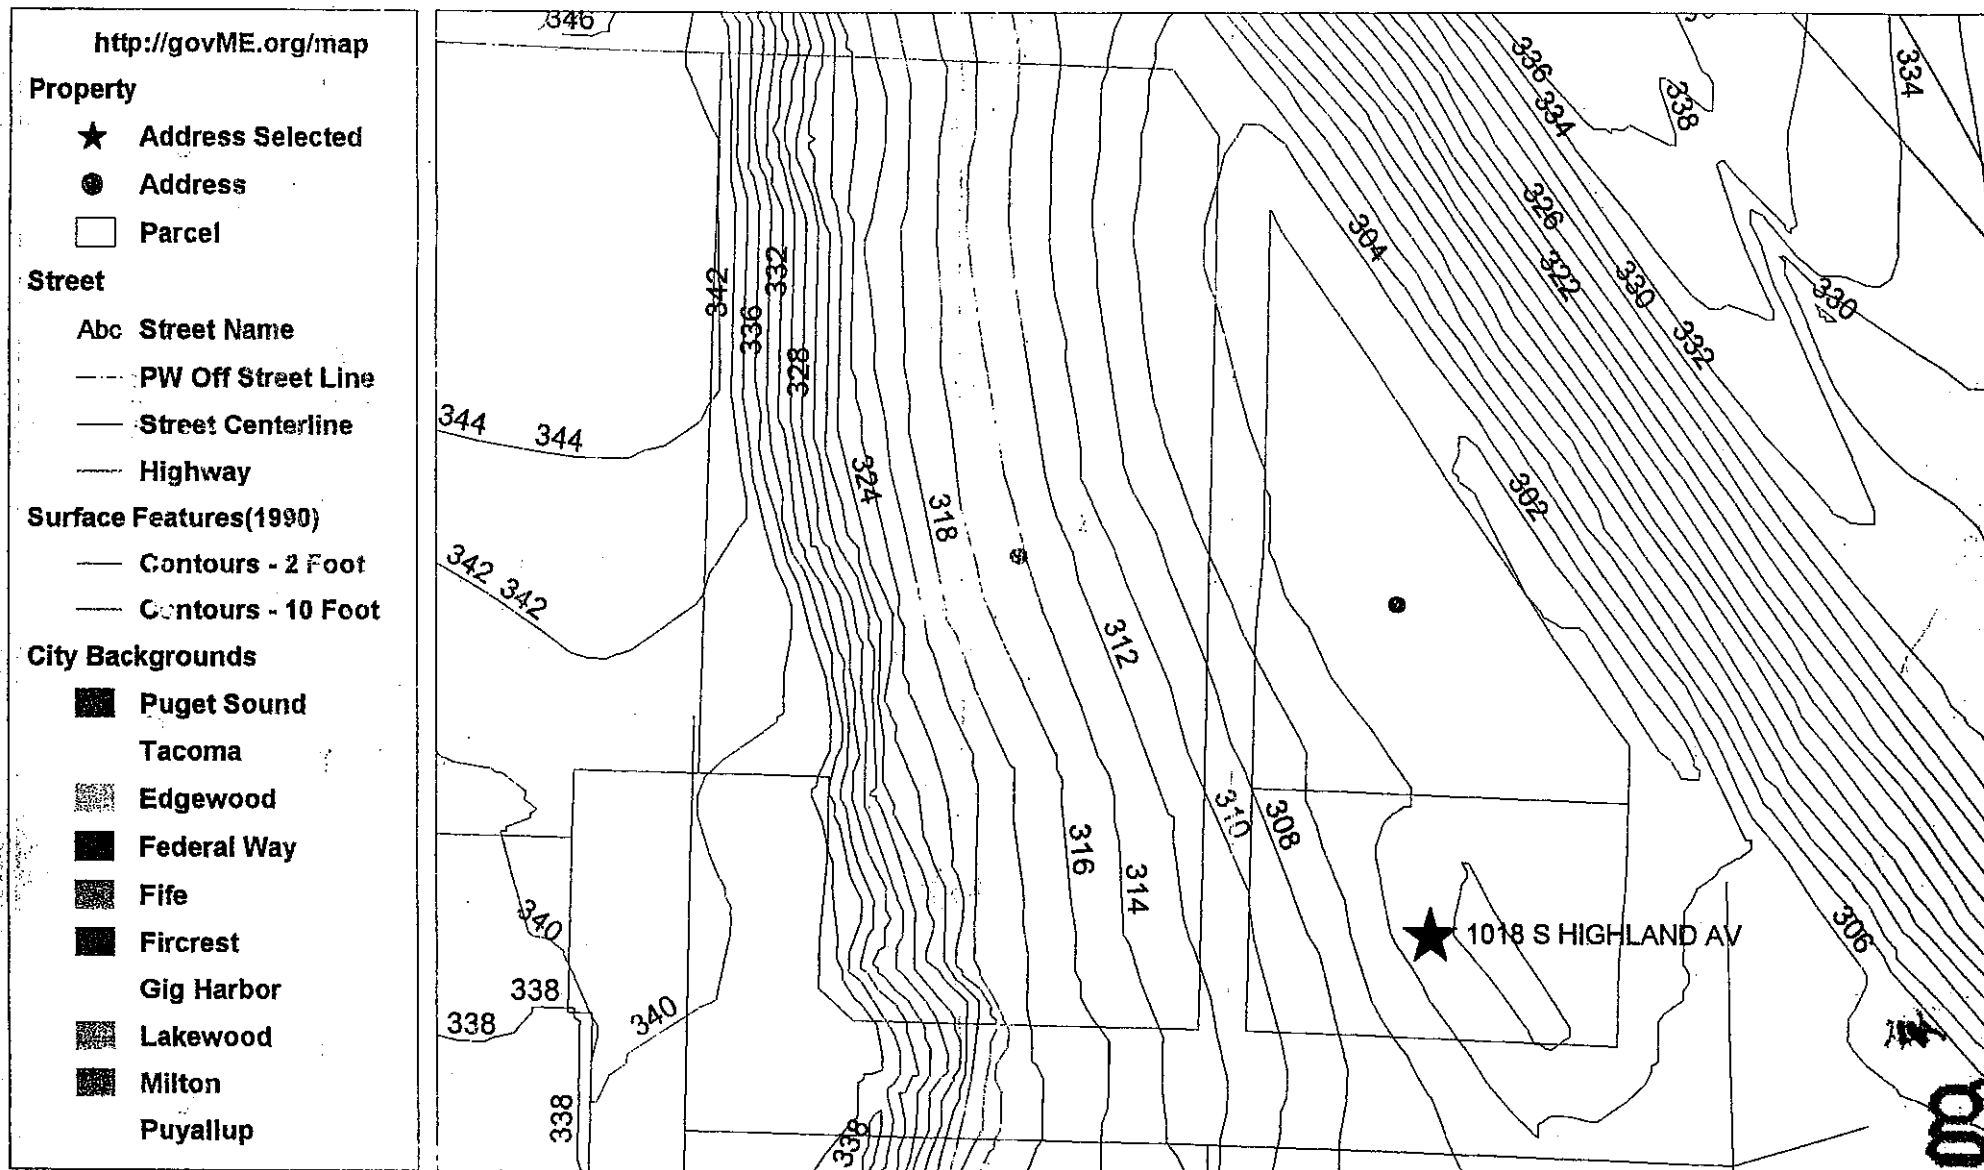 http://govME.org/map
Property
Address Selected
Address
Parcel
Street
Abc Street Name
PW Off Street Line
Street Centerline
Highway
Surface Features(1990)
Contours - 2 Foot
Contours - 10 Foot
City Backgrounds
Puget Sound
Tacoma
Edgewood
Federal Way
Fife
Fircrest
Gig Harbor
Lakewood
Milton
Puyallup
346
336
334
338
334
326
304
322
330
330
332
342
332
336
328
344
344
324
318
302
342
342
312
310
308
316
314
1018 S HIGHLAND AV
306
340
338
338
340
338
338